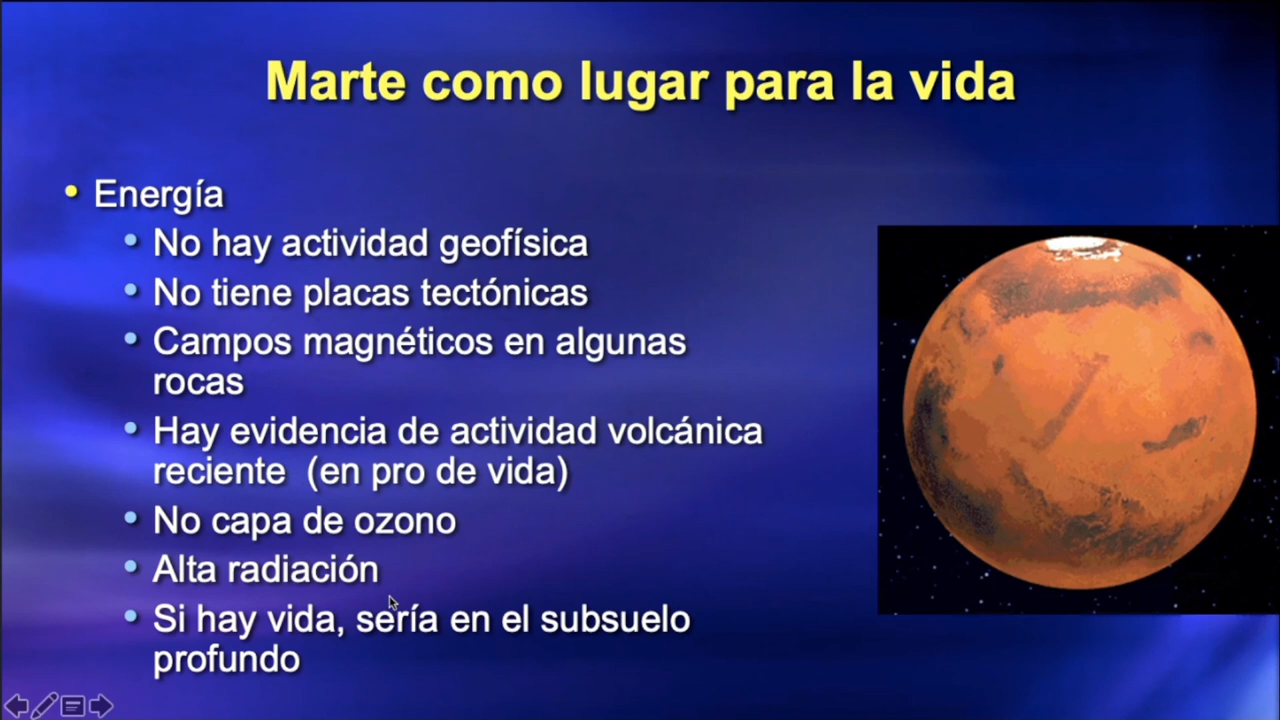 Marte como lugar para la vida
• Energía
• No hay actividad geofísica
• No tiene placas tectónicas
• Campos magnéticos en algunas
rocas
• Hay evidencia de actividad volcánica
reciente (en pro de vida)
• No capa de ozono
• Alta radiación
• Si hay vida, sería en el subsuelo
profundo